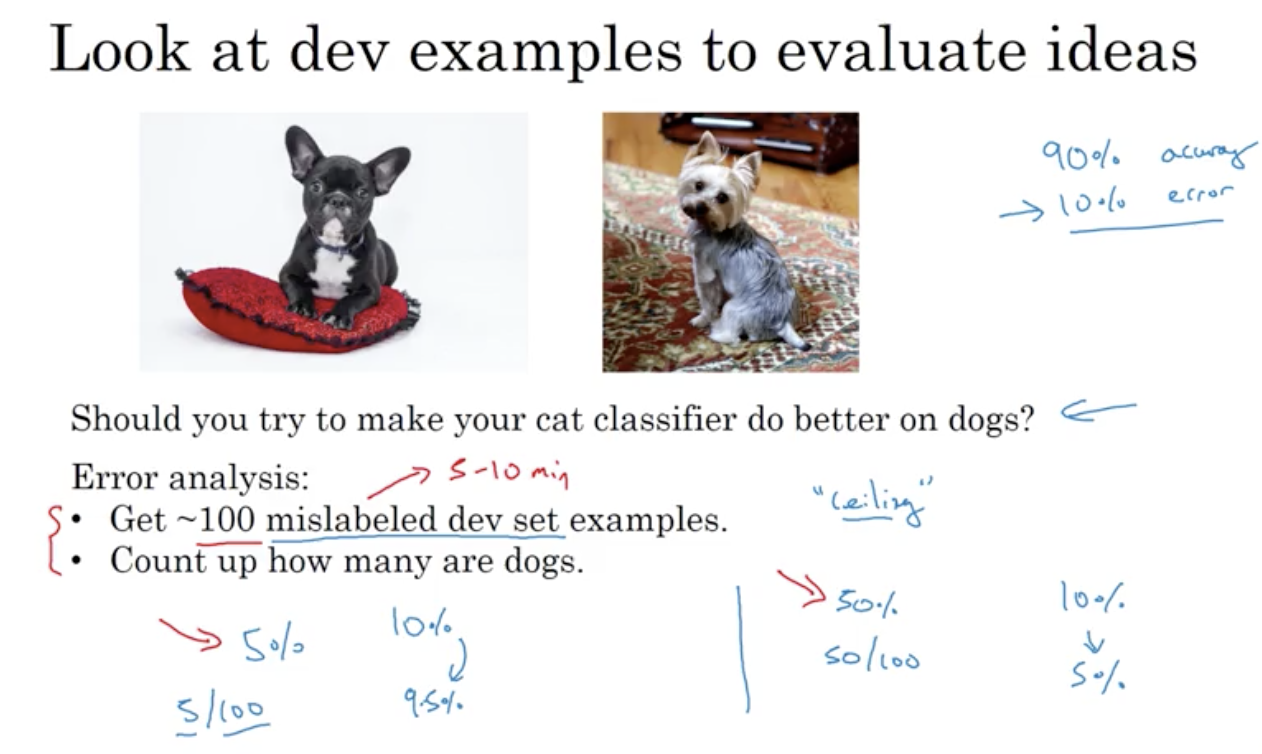 Look at dev examples to evaluate ideas
90% accuracy
→ 10% error
Should you try to make your cat classifier do better on dogs? ←
Error analysis:
→ 5-10 min
• Get ~100 mislabeled dev set examples.
• Count up how many are dogs.
"ceiling"
→ 5%
5/100
10%
9.5%
→ 50%
50/100
10%
↓
5%